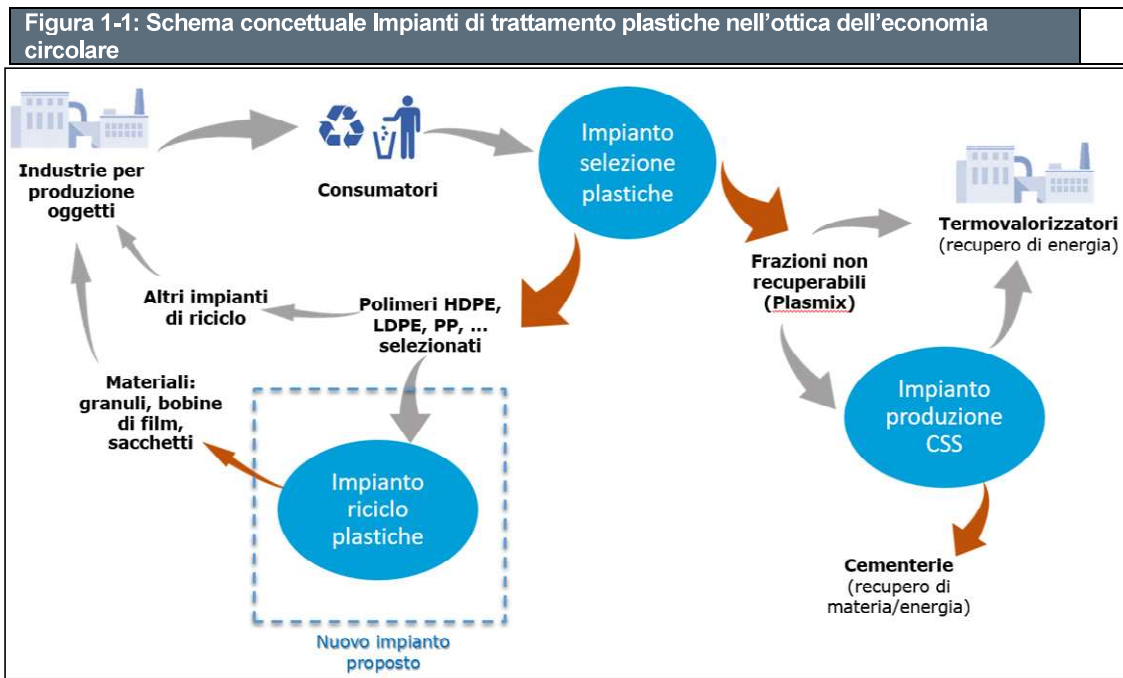 Figura 1-1: Schema concettuale Impianti di trattamento plastiche nell'ottica dell'economia
circolare
Industrie per
produzione
oggetti
Consumatori
Impianto
selezione
plastiche
Termovalorizzatori
(recupero di energia)
Frazioni non
recuperabili
(Plasmix)
Altri impianti
di riciclo
Polimeri HDPE,
LDPE, PP, ...
selezionati
Materiali:
granuli, bobine
di film,
sacchetti
Impianto
produzione
CSS
Impianto
riciclo
plastiche
Cementerie
(recupero di
materia/energia)
Nuovo impianto
proposto